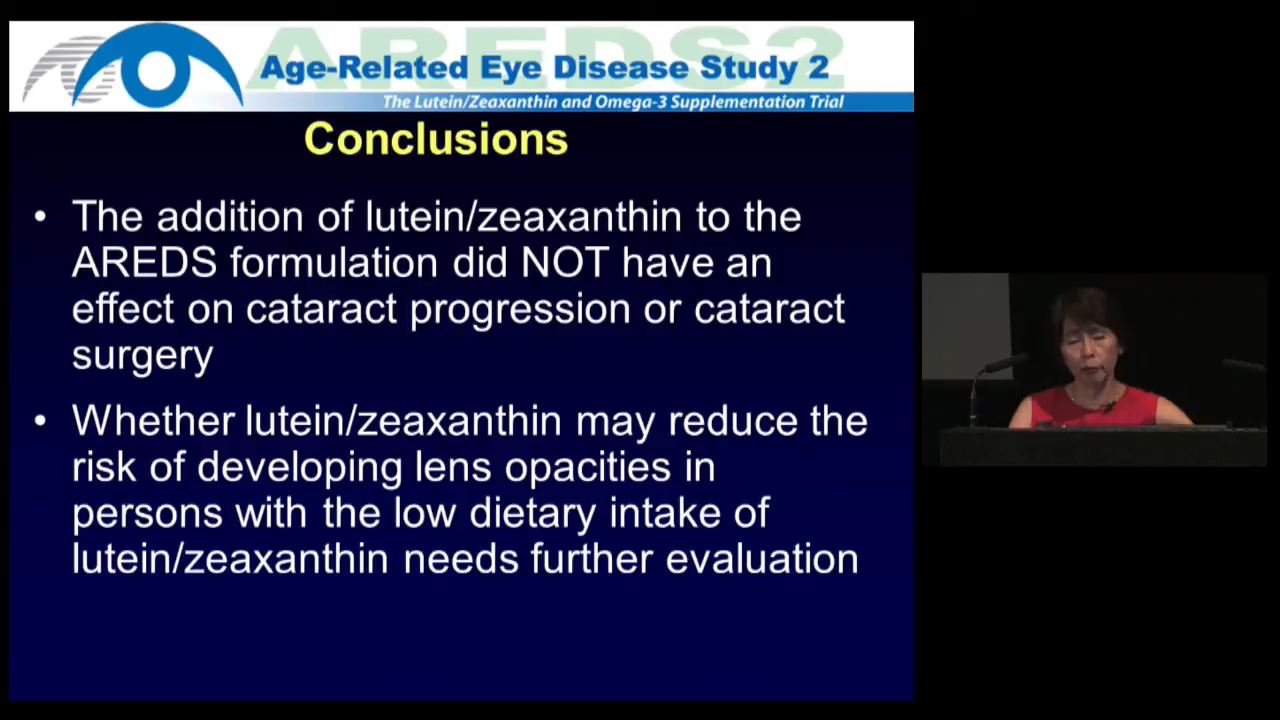 AREDS2
Age-Related Eye Disease Study 2
The Lutein/Zeaxanthin and Omega-3 Supplementation Trial
Conclusions
• The addition of lutein/zeaxanthin to the
AREDS formulation did NOT have an
effect on cataract progression or cataract
surgery
• Whether lutein/zeaxanthin may reduce the
risk of developing lens opacities in
persons with the low dietary intake of
lutein/zeaxanthin needs further evaluation